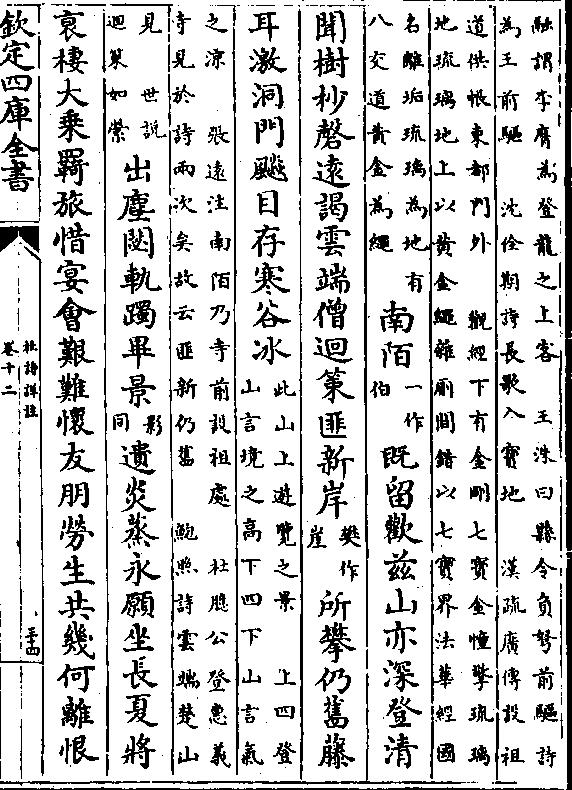 融謂李膺為登龍之上客 王洙曰縣令負弩前驅詩
為王前驅 沈佺期詩長歌入寶地 漢疏廣傳設祖
道供悵東都門外 觀經下有金剛七寶金幢擎琉璃
地琉璃地上以黄金繩雜廁間錯以七寶界法華經國
名離垢琉璃為地有
八交道黄金為繩
南陌一作伯既留歡兹山亦深登清
聞樹杪磬遠謁雲端僧迴策匪新岸樊作崖所攀仍舊藤
耳激洞門飈目存寒谷冰
此山上遊覽之景 上四登
山言境之高下四下山言氣
之凉 張遠注南陌乃寺前設祖處 杜臆公登惠義
寺見於詩兩次矣故云匪新仍舊 鮑照詩雲端楚山
見 世説
迴策如縈
出塵閟軌躅畢景影同遺炎蒸永願坐長夏將
衰棲大乗羇旅惜宴會艱難懷友朋勞生共幾何離恨
欽定四庫全書
杜詩詳註
卷十二
三十四